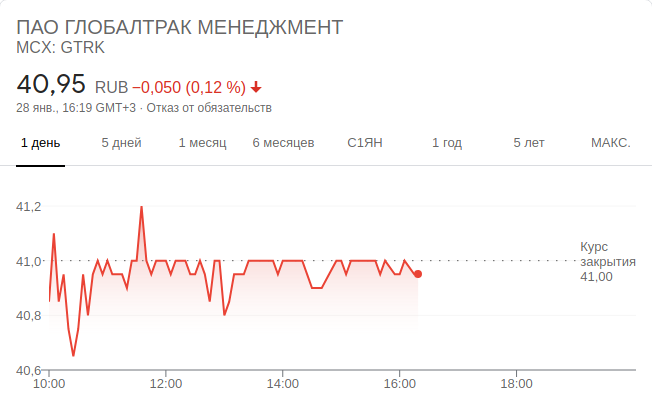 ПАО ГЛОБАЛТРАК МЕНЕДЖМЕНТ
MCX: GTRK
40,95 RUB −0,050 (0,12 %)
28 янв., 16:19 GMT+3 · Отказ от обязательств
1 день 5 дней 1 месяц 6 месяцев С1ЯН 1 год 5 лет МАКС.
41,2
41,0
40,8
40,6
Курс
закрытия
41,00
10:00 12:00 14:00 16:00 18:00